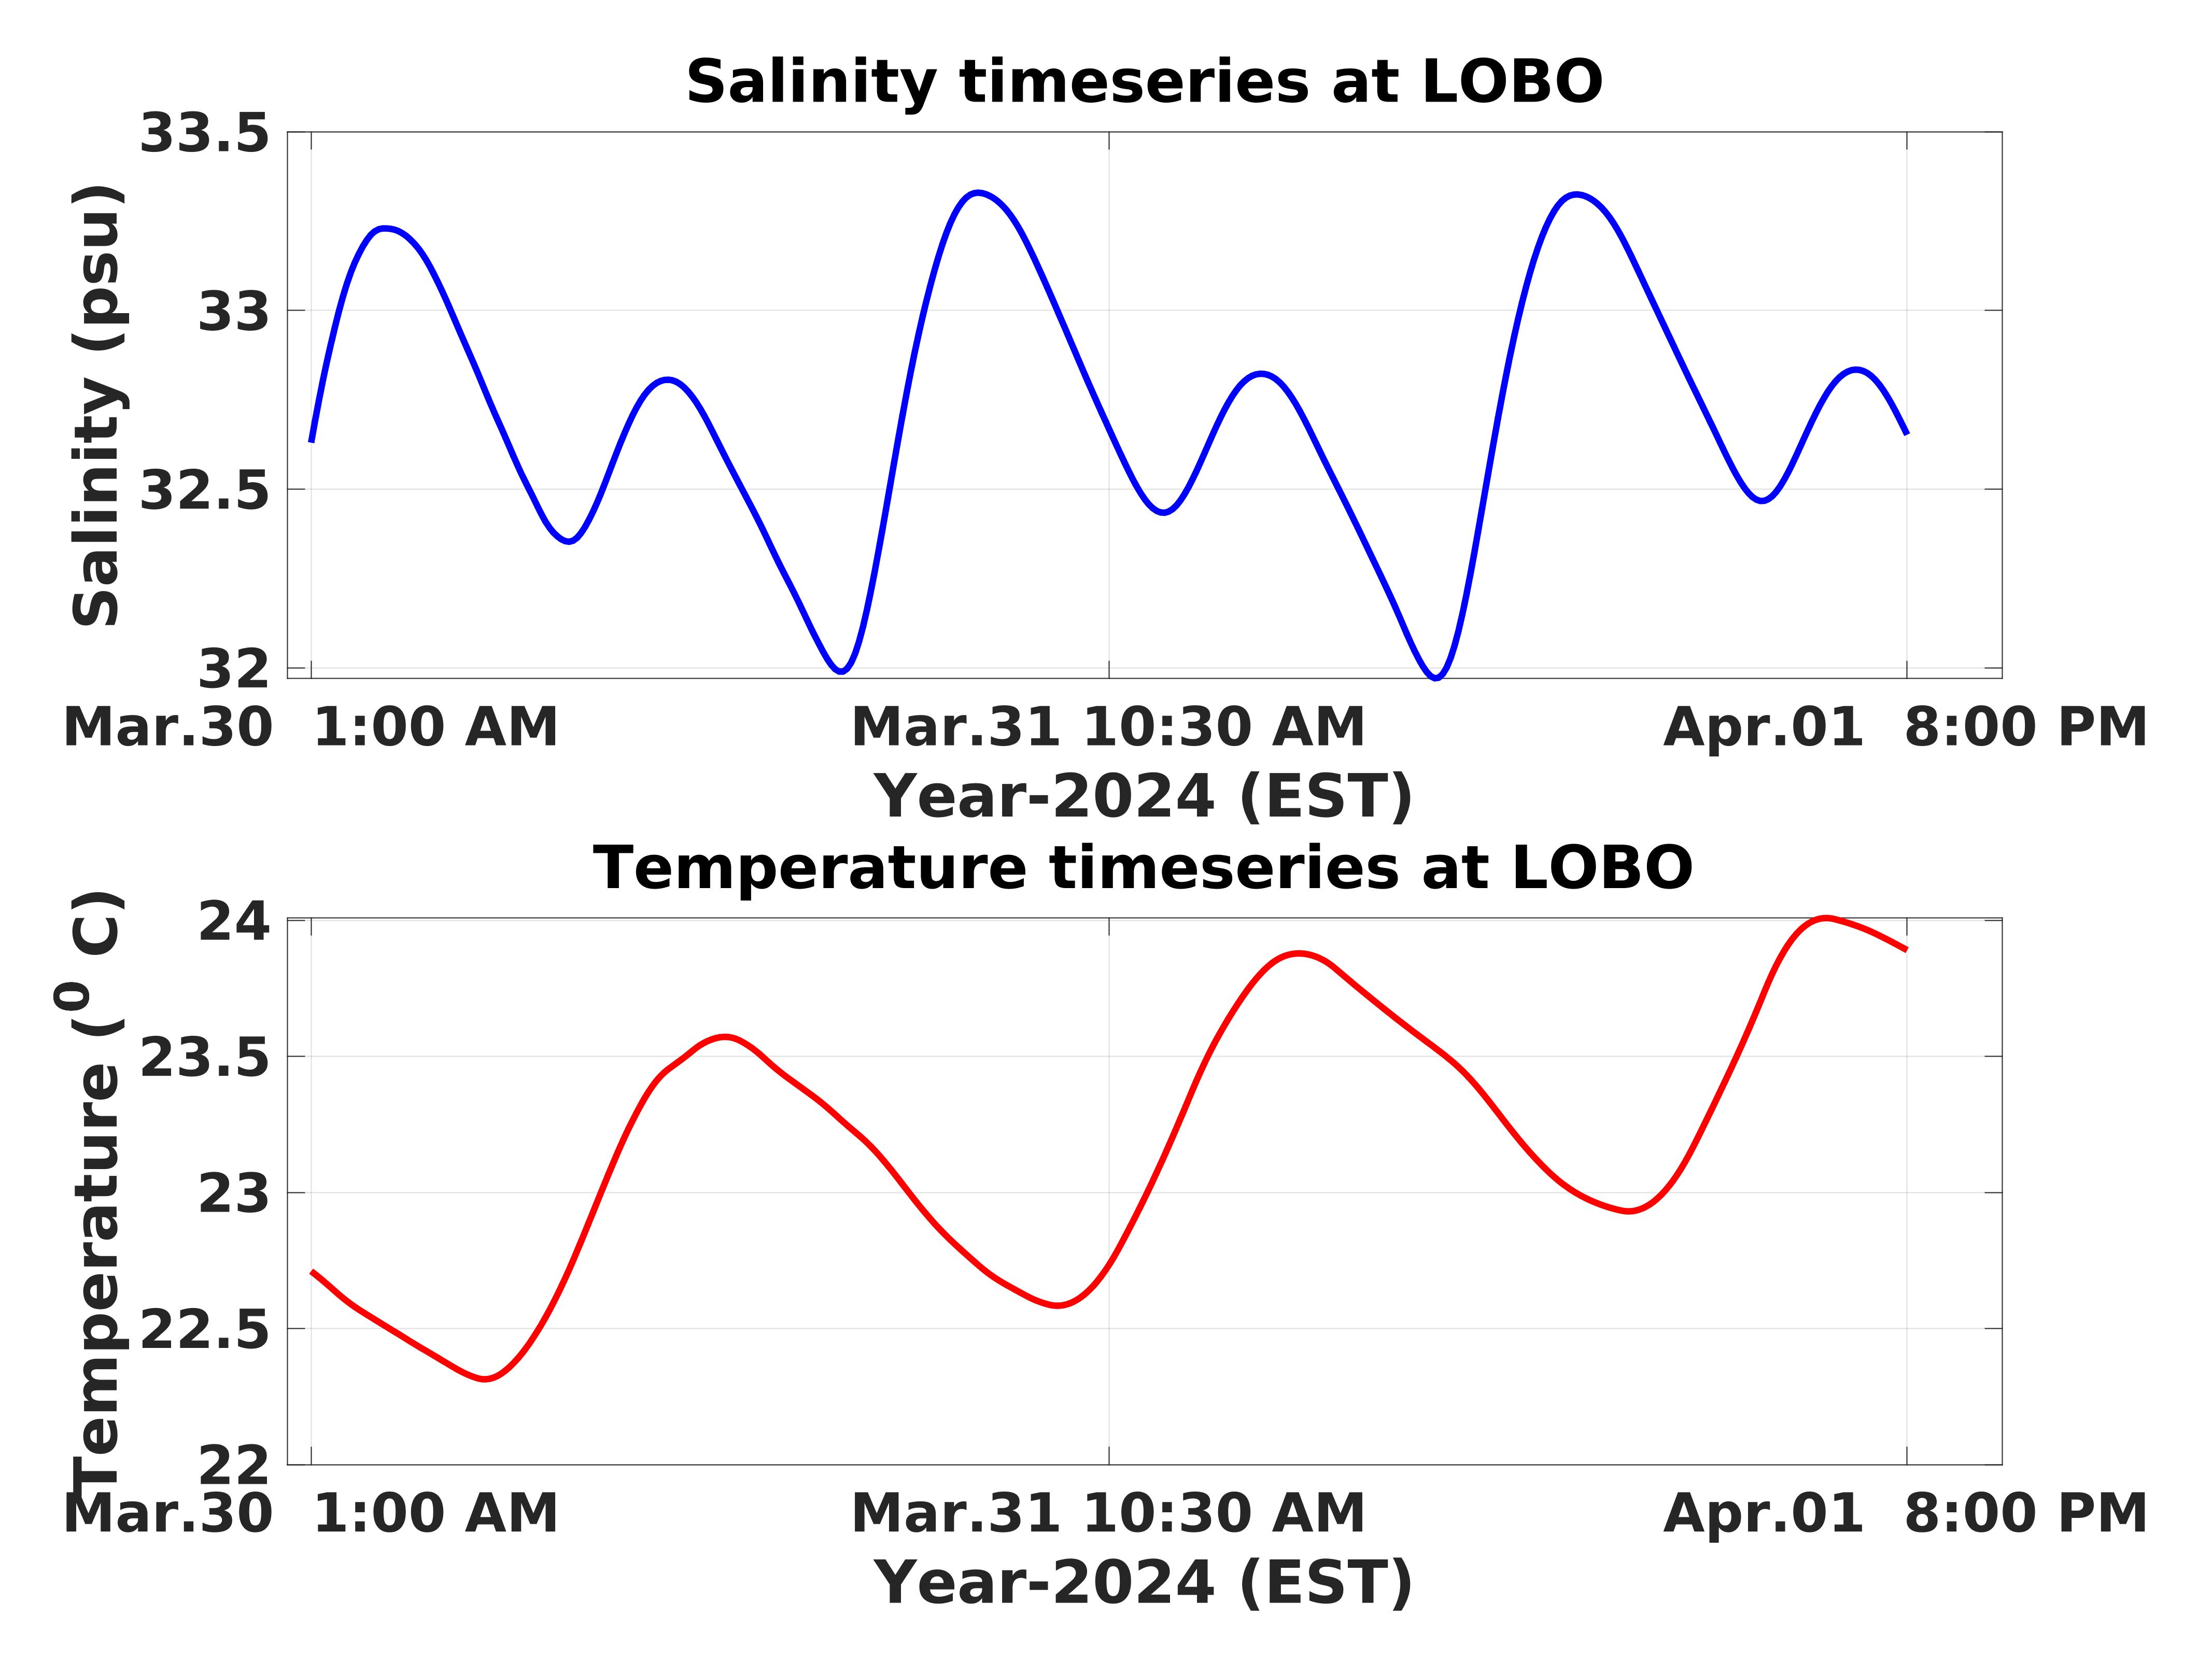 Salinity timeseries at LOBO
Salinity (psu)
33.5
33
32.5
32
Mar.30  1:00 AM
Mar.31 10:30 AM
Apr.01  8:00 PM
Year-2024 (EST)
Temperature timeseries at LOBO
Temperature (⁰ C)
24
23.5
23
22.5
22
Mar.30  1:00 AM
Mar.31 10:30 AM
Apr.01  8:00 PM
Year-2024 (EST)